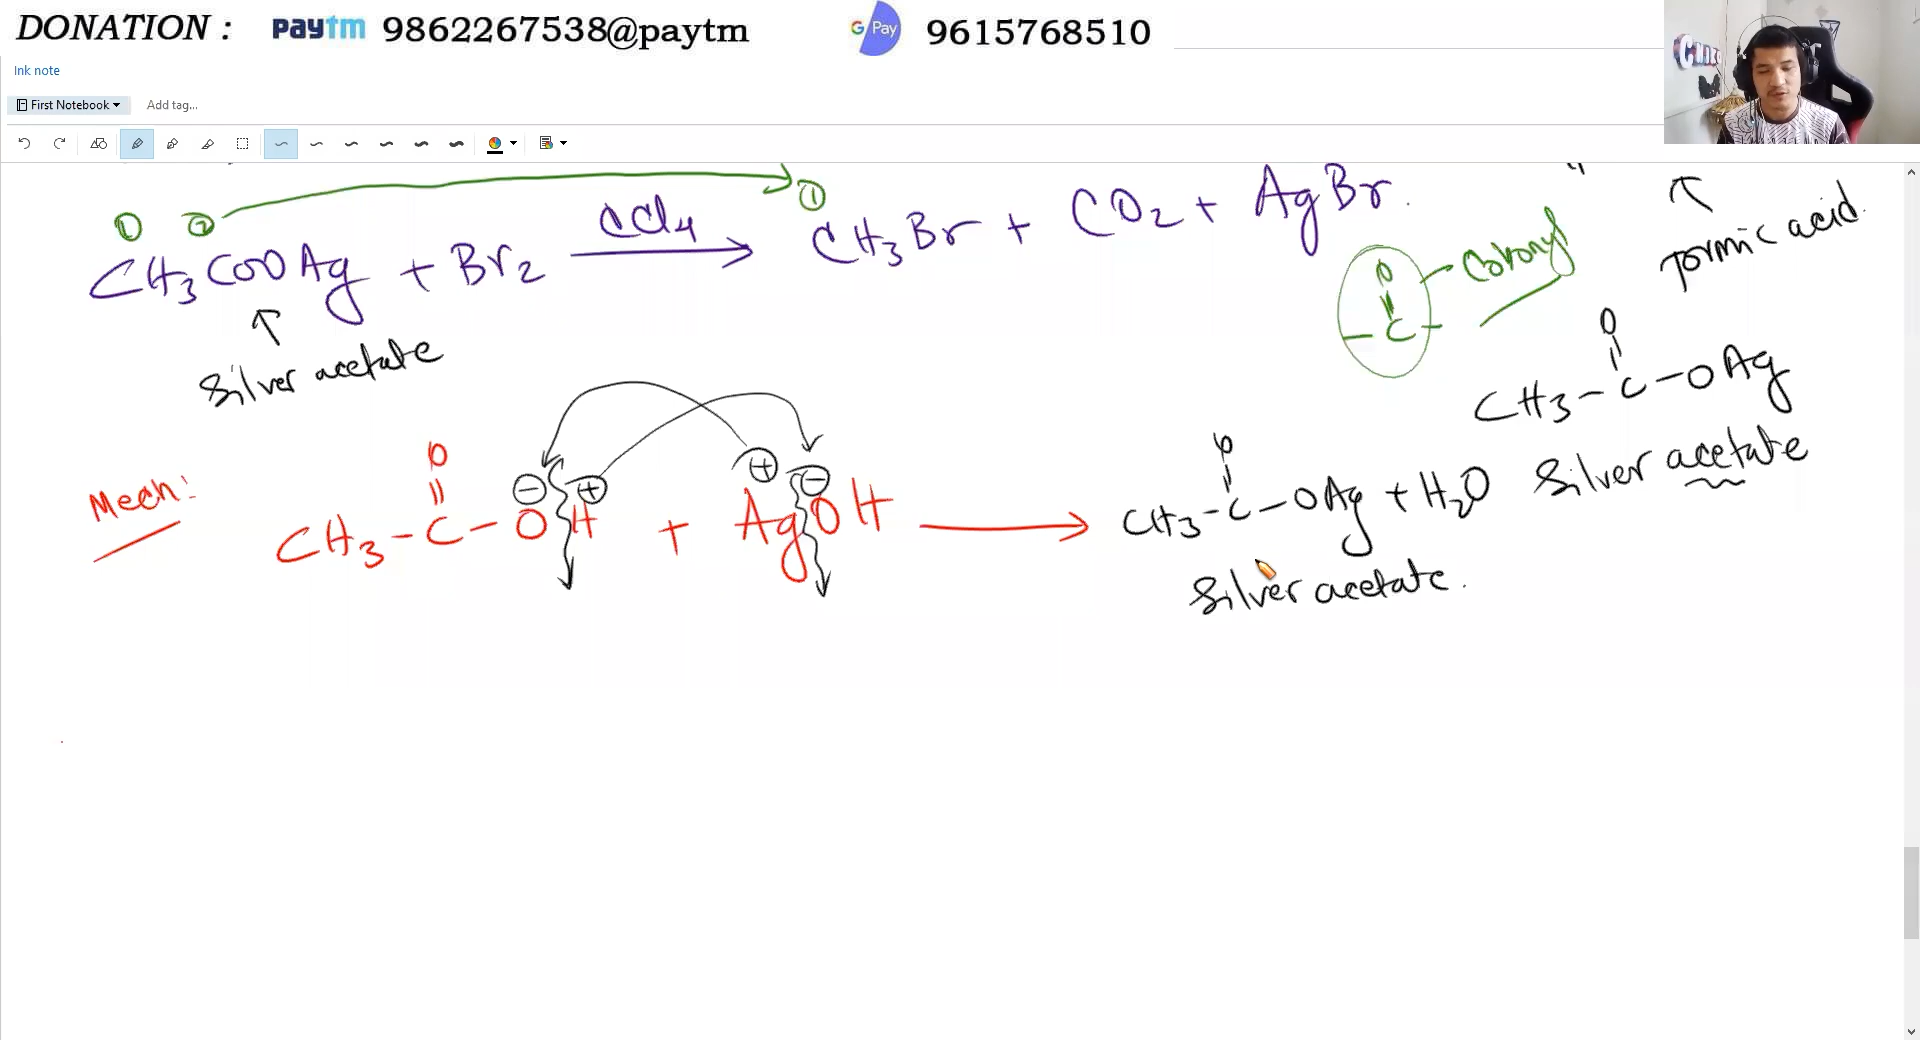 DONATION : paytm 9862267538@paytm G Pay 9615768510
Ink note
First Notebook Add tag...
① ② ①
CH3COOAg + Br2 CCl4 CH3Br + CO2 + AgBr.
↑
Silver acetate
O
||
-C-
formic acid.
O
||
CH3-C-OAg
Silver acetate
Mech:
O
||
CH3-C-OH + AgOH → CH3-C-OAg + H2O
⊖ ⊕ ⊕ ⊖
O
||
Silver acetate.